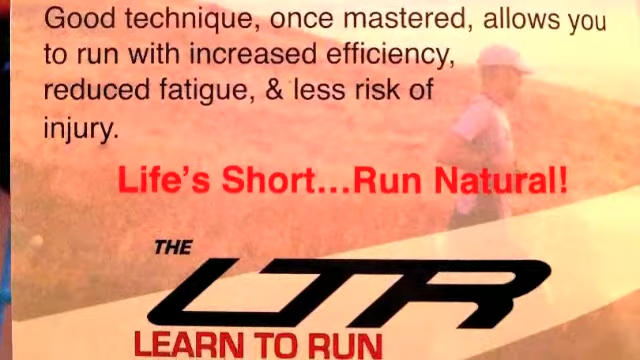 Good technique, once mastered, allows you
to run with increased efficiency,
reduced fatigue, & less risk of
injury.
Life's Short...Run Natural!
THE
LTR
LEARN TO RUN